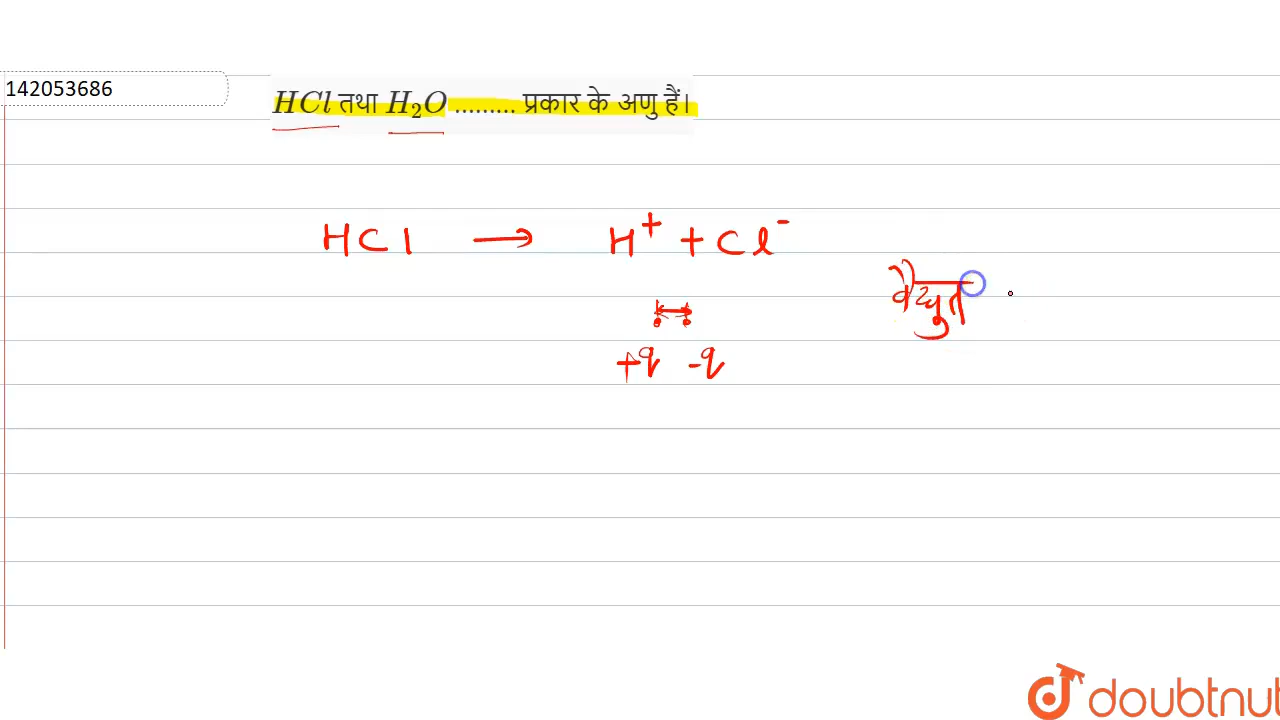 142053686
HCl तथा H₂O ......... प्रकार के अणु हैं।
HCl → H⁺ + Cl⁻
वैद्युत
+q -q
doubtnut